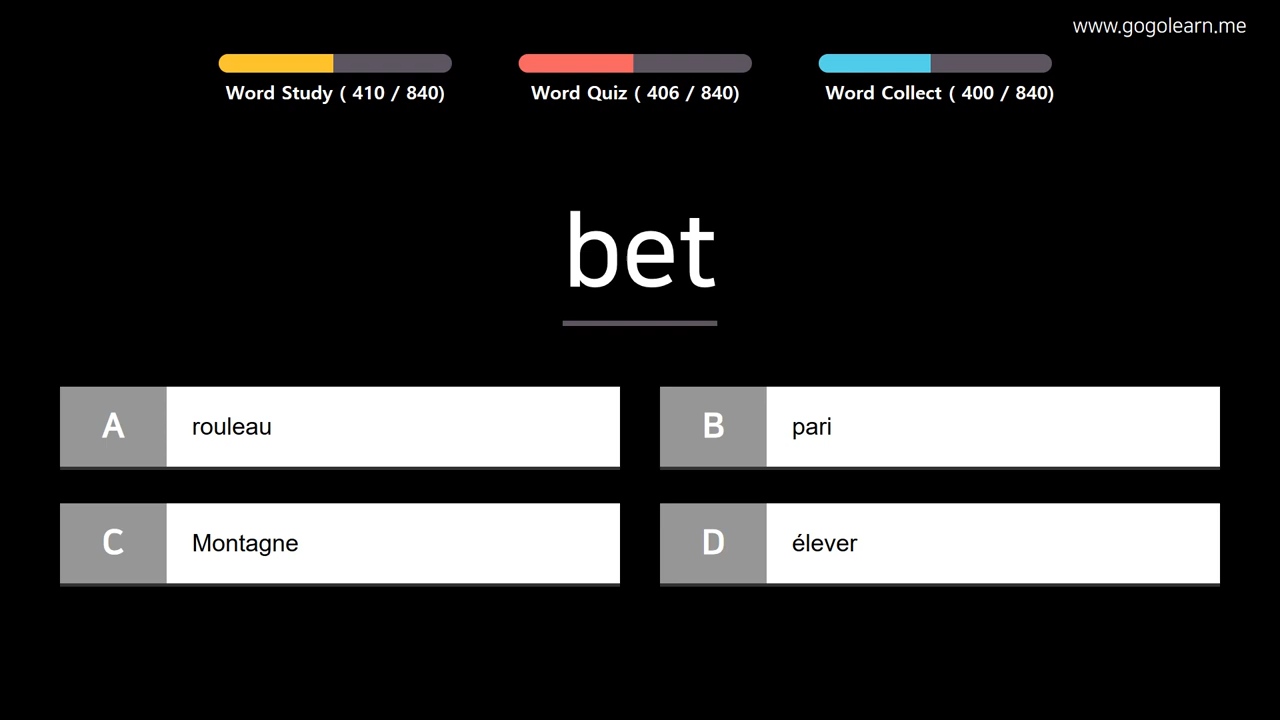 www.gogolearn.me
Word Study ( 410 / 840)
Word Quiz ( 406 / 840)
Word Collect ( 400 / 840)
bet
A rouleau
B pari
C Montagne
D élever